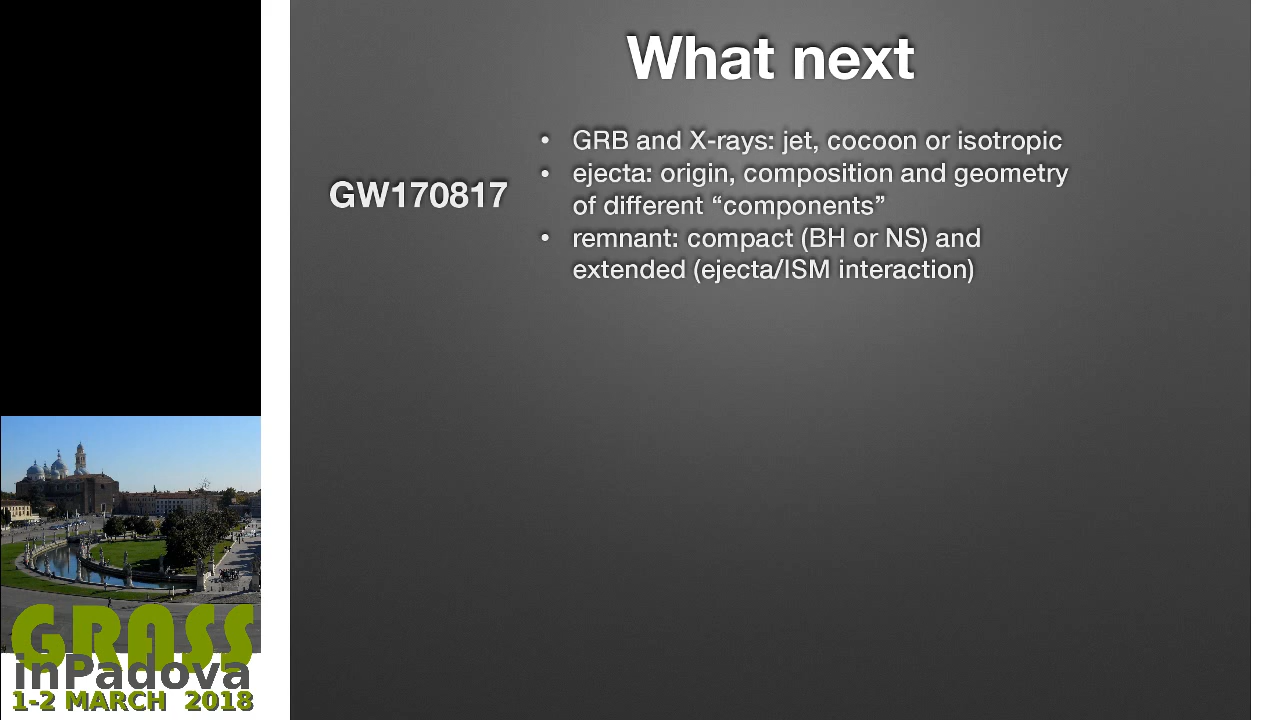 What next
GW170817
• GRB and X-rays: jet, cocoon or isotropic
• ejecta: origin, composition and geometry
of different “components”
• remnant: compact (BH or NS) and
extended (ejecta/ISM interaction)
GRASS
inPadova
1-2 MARCH 2018